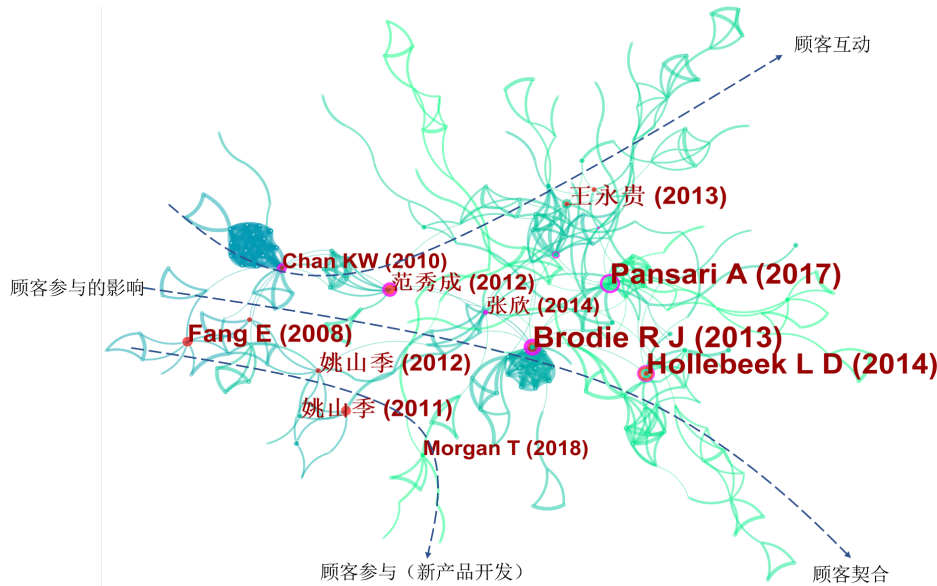 顾客互动
王永贵 (2013)
Chan KW (2010)
Pansari A (2017)
范秀成 (2012)
顾客参与的影响
张欣 (2014)
Fang E (2008)
Brodie R J (2013)
姚山季 (2012)
Hollebeek L D (2014)
姚山季 (2011)
Morgan T (2018)
顾客参与（新产品开发）
顾客契合